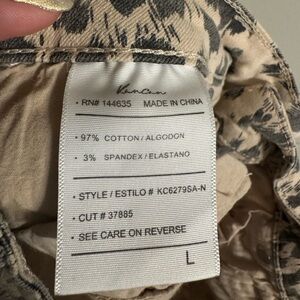 KanCan
• RN# 144635 MADE IN CHINA
• 97% COTTON / ALGODON
• 3% SPANDEX / ELASTANO
• STYLE / ESTILO # KC6279SA-N
• CUT # 37885
• SEE CARE ON REVERSE
L